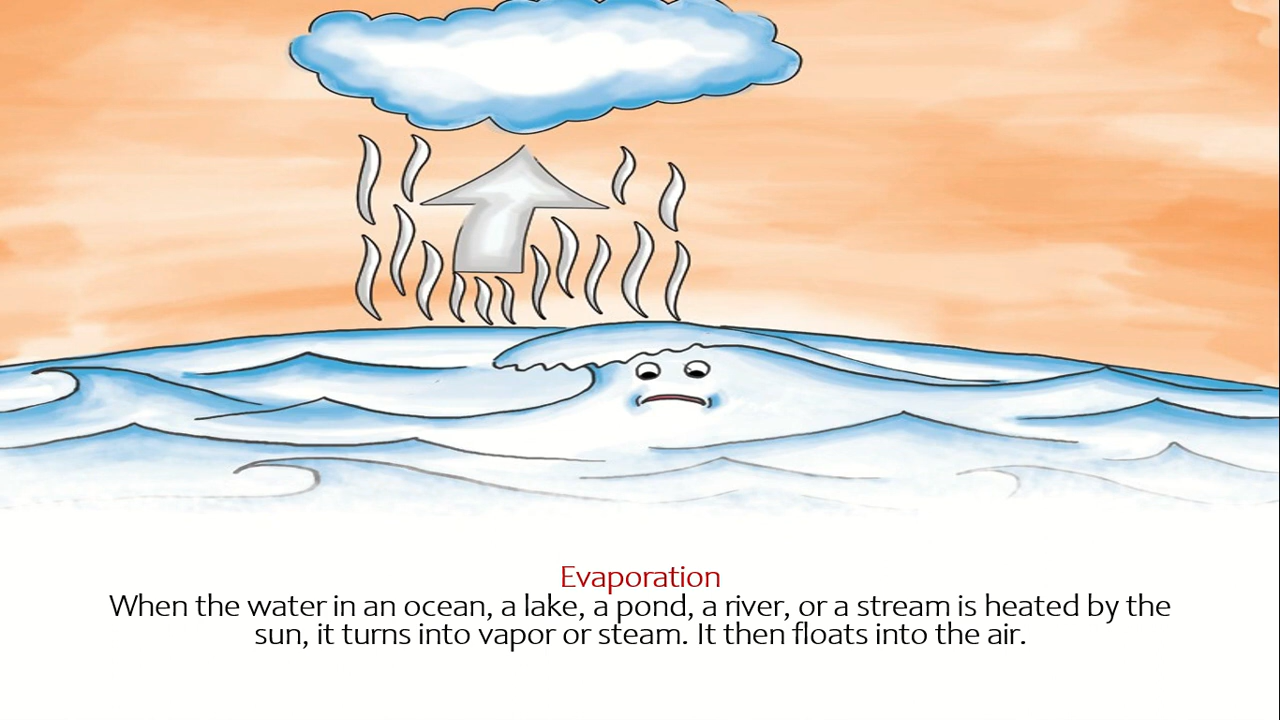 Evaporation
When the water in an ocean, a lake, a pond, a river, or a stream is heated by the
sun, it turns into vapor or steam. It then floats into the air.